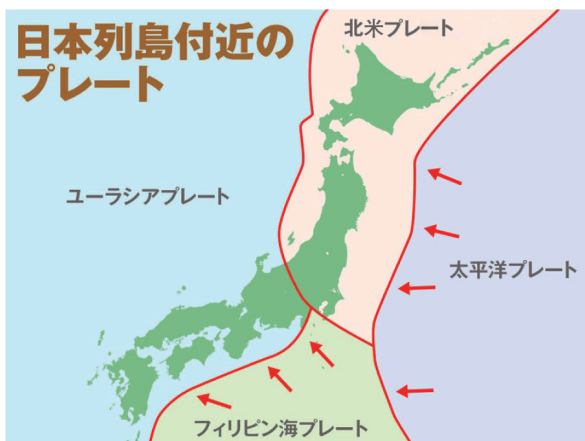 日本列島付近の
プレート
北米プレート
ユーラシアプレート
太平洋プレート
フィリピン海プレート